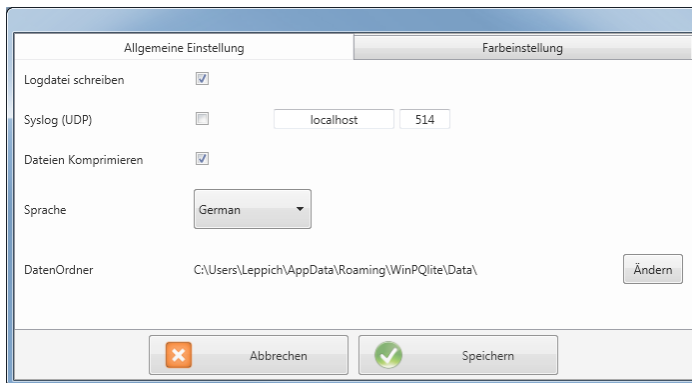 Allgemeine Einstellung Farbeinstellung
Logdatei schreiben
Syslog (UDP) localhost 514
Dateien Komprimieren
Sprache German
DatenOrdner C:\Users\Leppich\AppData\Roaming\WinPQlite\Data\ Ändern
Abbrechen Speichern